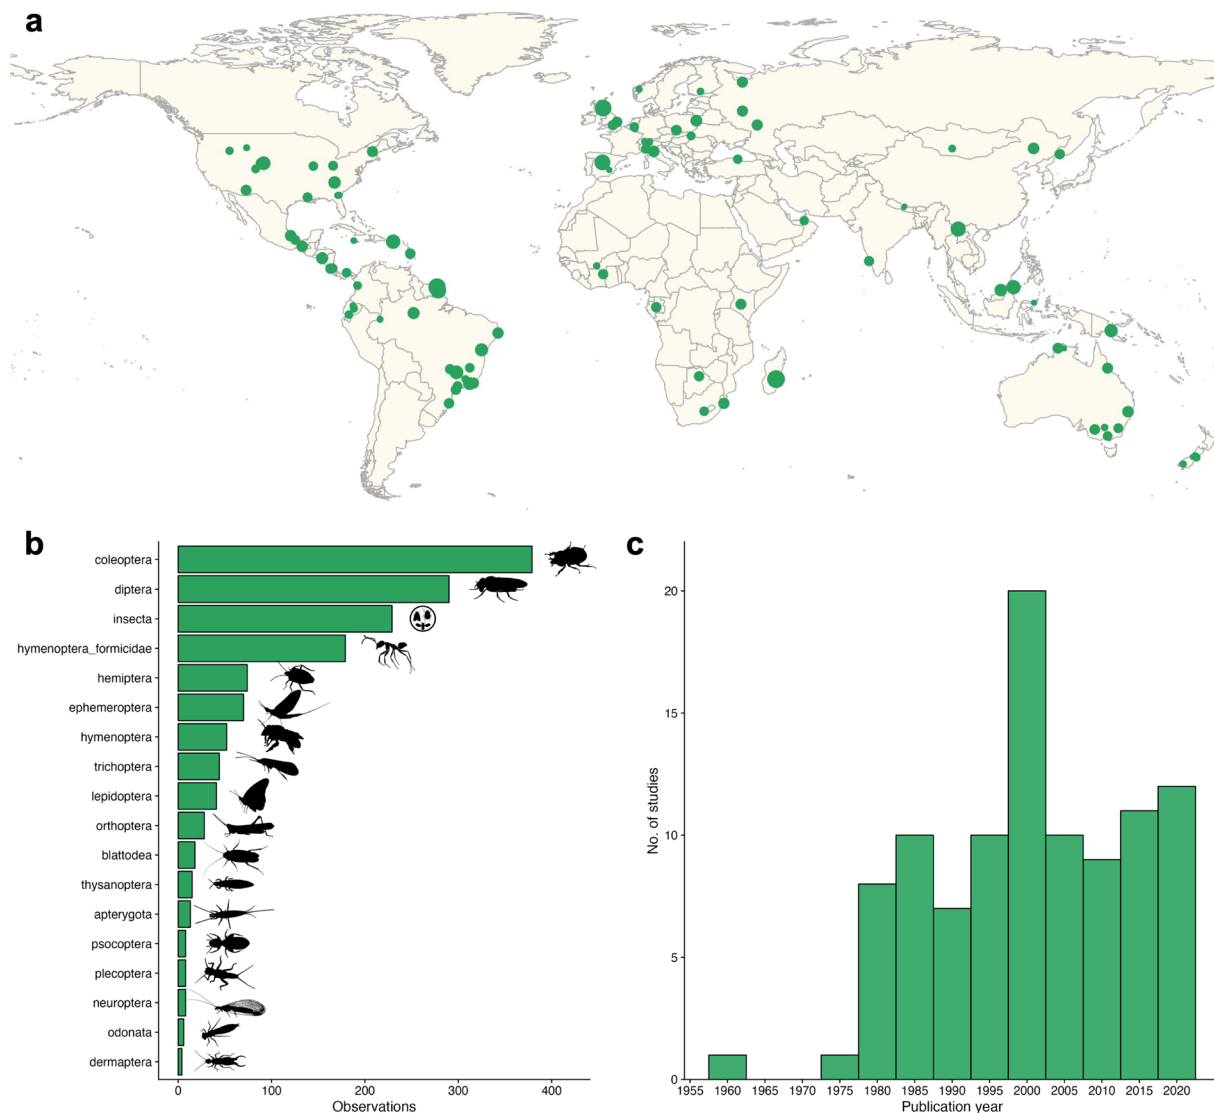 a
b
coleoptera
diptera
insecta
hymenoptera_formicidae
hemiptera
ephemeroptera
hymenoptera
trichoptera
lepidoptera
orthoptera
blattodea
thysanoptera
apterygota
psocoptera
plecoptera
neuroptera
odonata
dermaptera
0 100 200 300 400
Observations
c
No. of studies
20
15
10
5
0
1955 1960 1965 1970 1975 1980 1985 1990 1995 2000 2005 2010 2015 2020
Publication year